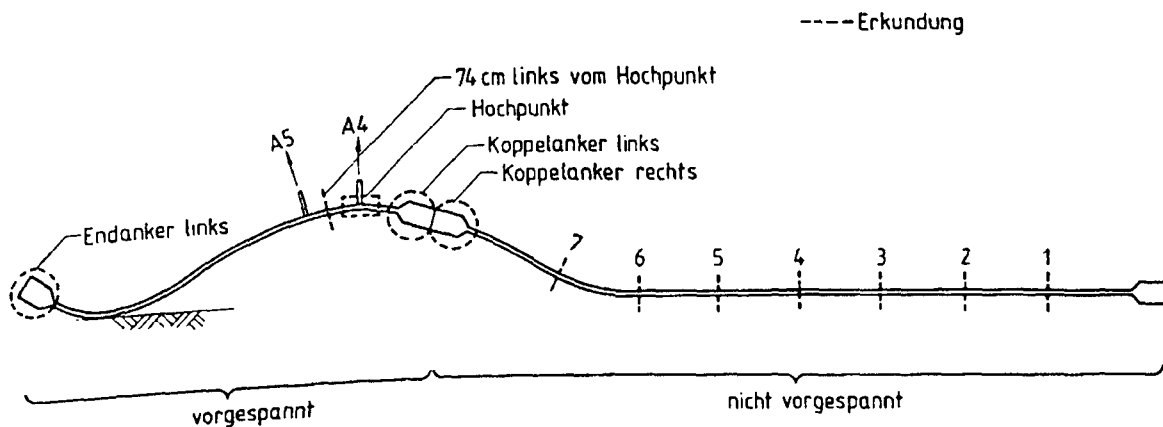 ---- Erkundung
74 cm links vom Hochpunkt
Hochpunkt
A5
A4
Koppelanker links
Koppelanker rechts
Endanker links
7
6
5
4
3
2
1
vorgespannt
nicht vorgespannt